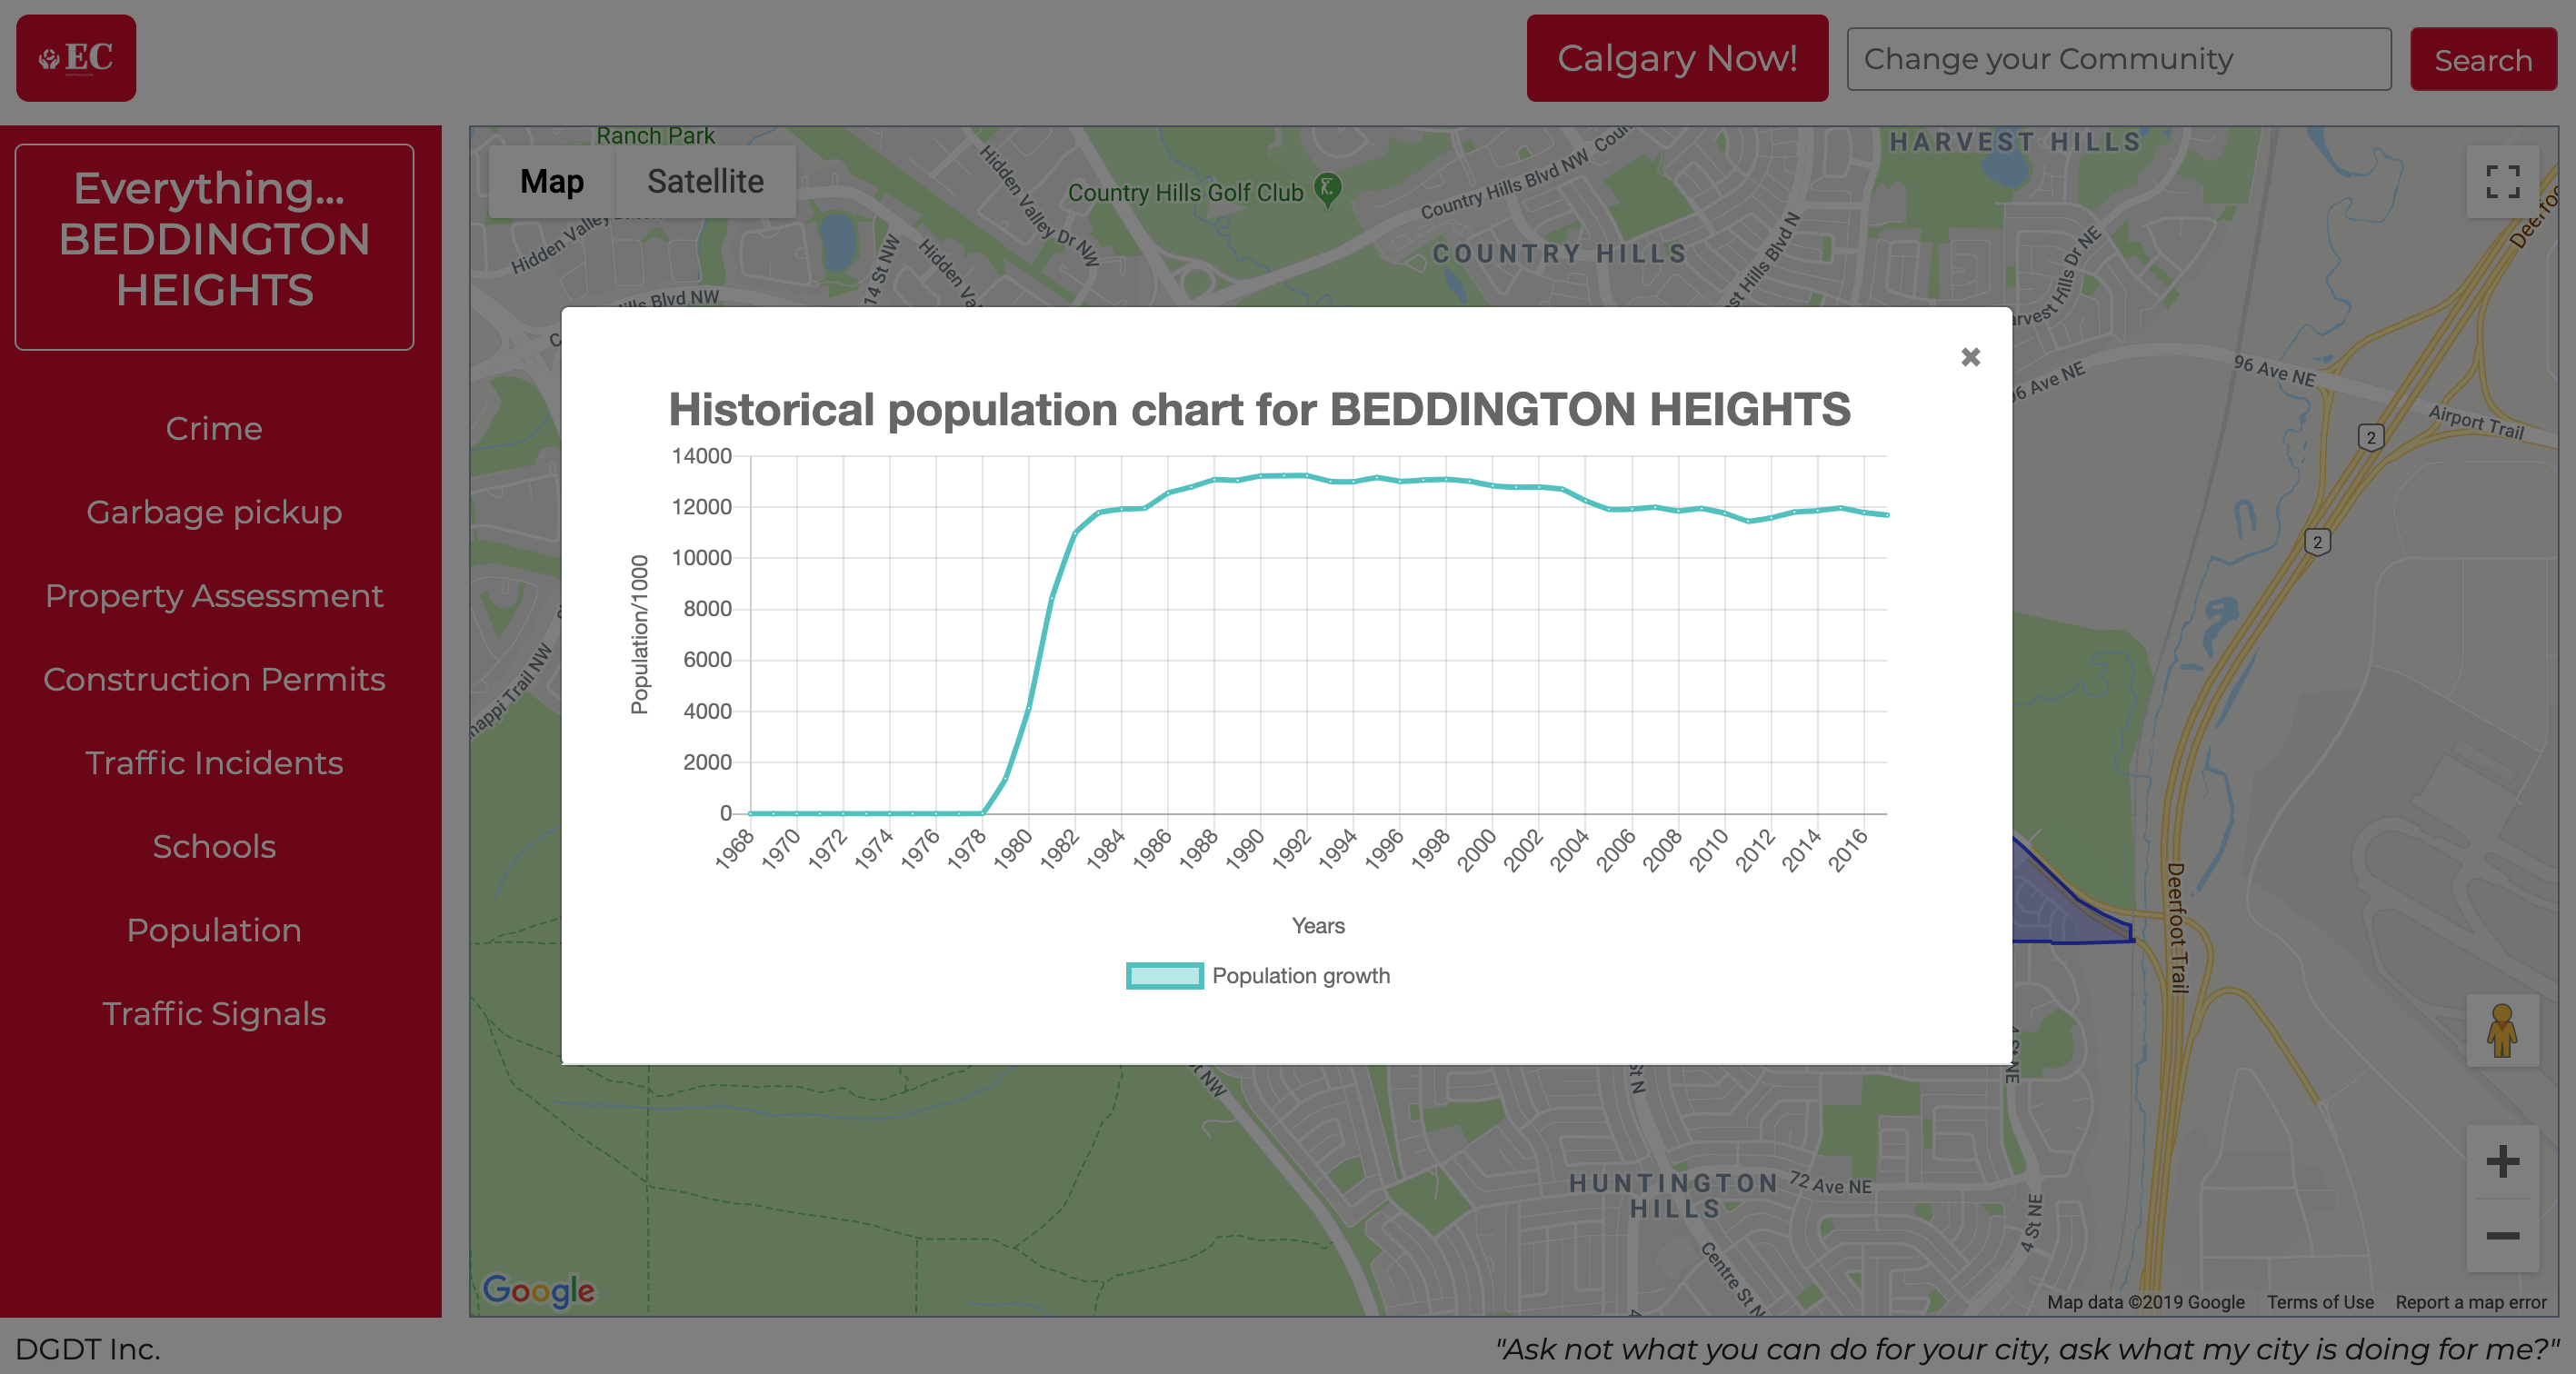 EC
Calgary Now!
Change your Community
Search
Everything...
BEDDINGTON
HEIGHTS
Crime
Garbage pickup
Property Assessment
Construction Permits
Traffic Incidents
Schools
Population
Traffic Signals
Ranch Park
Map
Satellite
Hidden Valley
Hidden Valley Dr NW
Country Hills Golf Club
Country Hills Blvd NW
HARVEST HILLS
COUNTRY HILLS
14 St NW
96 Ave NE
Airport Trail
2
2
Deerfoot Trail
HUNTINGTON
HILLS
72 Ave NE
4 St NE
Centre St N
Historical population chart for BEDDINGTON HEIGHTS
Population/1000
14000
12000
10000
8000
6000
4000
2000
0
1968
1970
1972
1974
1976
1978
1980
1982
1984
1986
1988
1990
1992
1994
1996
1998
2000
2002
2004
2006
2008
2010
2012
2014
2016
Years
Population growth
Google
Map data ©2019 Google
Terms of Use
Report a map error
DGDT Inc.
"Ask not what you can do for your city, ask what my city is doing for me?"